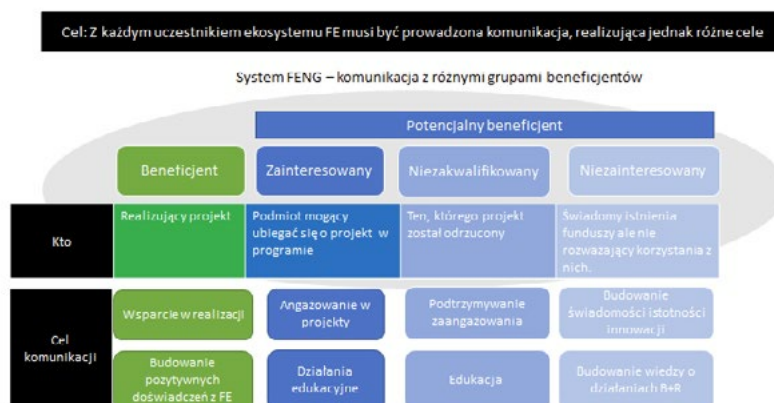 Cel: Z każdym uczestnikiem ekosystemu FE musi być prowadzona komunikacja, realizująca jednak różne cele
System FENG – komunikacja z różnymi grupami beneficjentów
Potencjalny beneficjent
Beneficjent
Zainteresowany
Niezakwalifikowany
Niezainteresowany
Kto
Realizujący projekt
Podmiot mogący
ubiegać się o projekt w
programie
Ten, którego projekt
został odrzucony
Świadomy istnienia
funduszy ale nie
rozważający korzystania z
nich.
Cel
komunikacji
Wsparcie w realizacji
Angażowanie w
projekty
Podtrzymywanie
zaangażowania
Budowanie
świadomości istotności
innowacji
Budowanie
pozytywnych
doświadczeń z FE
Działania
edukacyjne
Edukacja
Budowanie wiedzy o
działaniach B+R